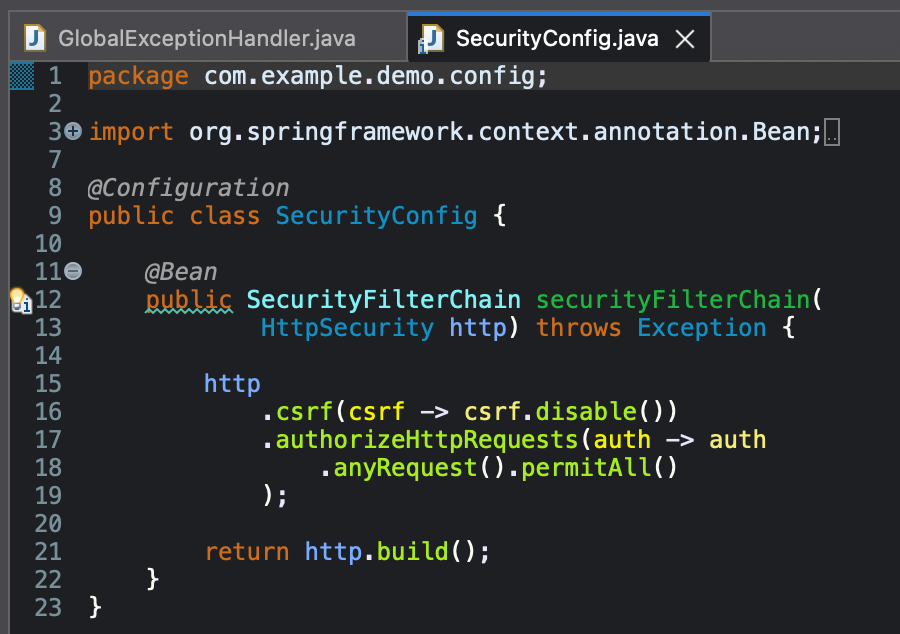 GlobalExceptionHandler.java
SecurityConfig.java
1 package com.example.demo.config;
2
3 import org.springframework.context.annotation.Bean;
7
8 @Configuration
9 public class SecurityConfig {
10
11     @Bean
12     public SecurityFilterChain securityFilterChain(
13             HttpSecurity http) throws Exception {
14
15         http
16             .csrf(csrf -> csrf.disable())
17             .authorizeHttpRequests(auth -> auth
18                 .anyRequest().permitAll()
19             );
20
21         return http.build();
22     }
23 }